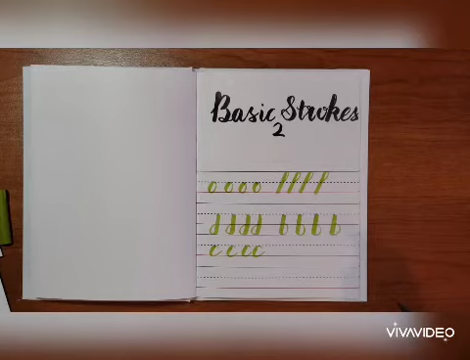 Basic Strokes
2
o o o o l l l l
d d d d b b b b
c c c c
VIVAVIDEO